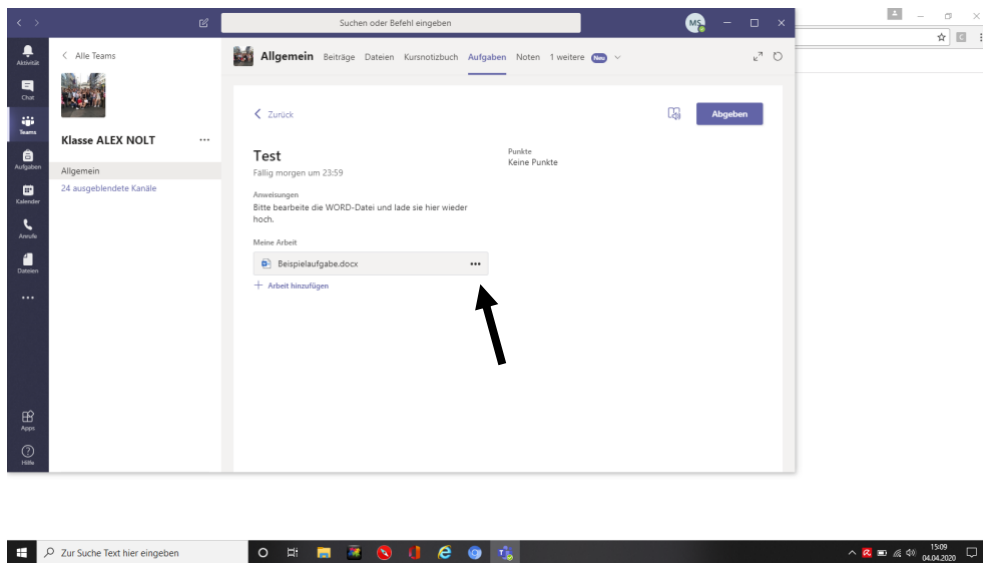 Suchen oder Befehl eingeben
MS
Aktivität
Chat
Teams
Aufgaben
Kalender
Anrufe
Dateien
Apps
Hilfe
Alle Teams
Klasse ALEX NOLT
Allgemein
24 ausgeblendete Kanäle
Allgemein Beiträge Dateien Kursnotizbuch Aufgaben Noten 1 weitere Neu
Zurück
Abgeben
Test
Fällig morgen um 23:59
Punkte
Keine Punkte
Anweisungen
Bitte bearbeite die WORD-Datei und lade sie hier wieder
hoch.
Meine Arbeit
Beispielaufgabe.docx
Arbeit hinzufügen
Zur Suche Text hier eingeben
15:09
04.04.2020